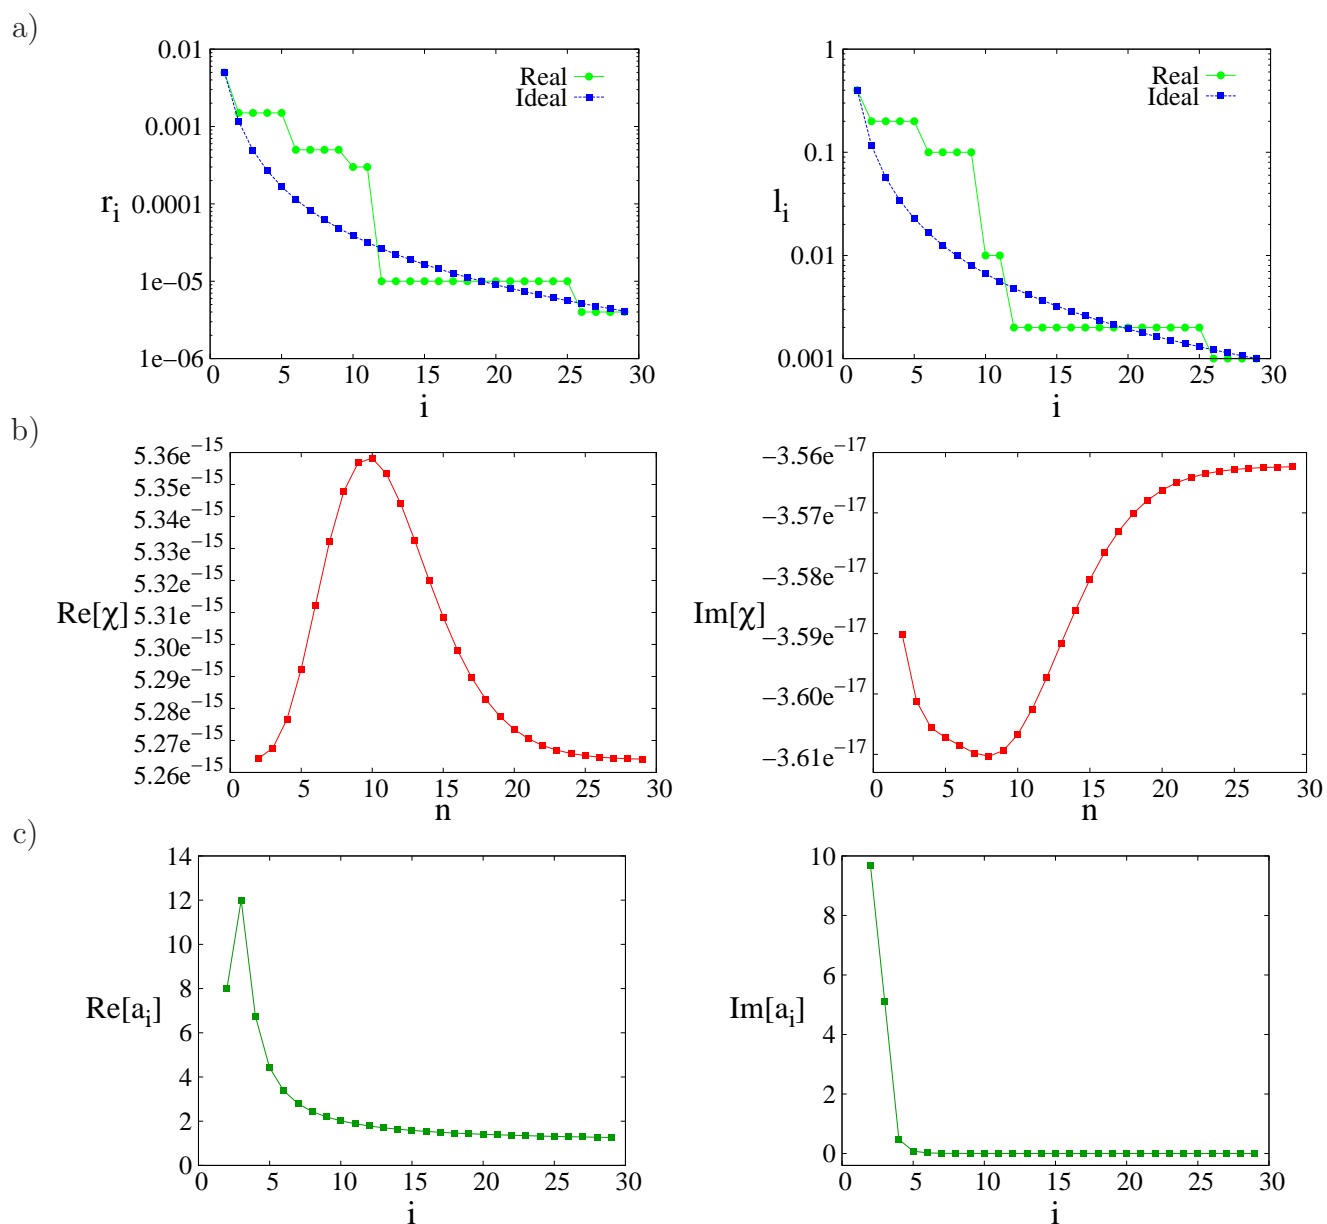 a)
0.01
0.001
0.0001
1e−05
1e−06
r_i
Real
Ideal
0 5 10 15 20 25 30
i
1
0.1
0.01
0.001
l_i
Real
Ideal
0 5 10 15 20 25 30
i
b)
5.36e⁻¹⁵
5.35e⁻¹⁵
5.34e⁻¹⁵
5.33e⁻¹⁵
5.32e⁻¹⁵
5.31e⁻¹⁵
5.30e⁻¹⁵
5.29e⁻¹⁵
5.28e⁻¹⁵
5.27e⁻¹⁵
5.26e⁻¹⁵
Re[χ]
0 5 10 15 20 25 30
n
−3.56e⁻¹⁷
−3.57e⁻¹⁷
−3.58e⁻¹⁷
−3.59e⁻¹⁷
−3.60e⁻¹⁷
−3.61e⁻¹⁷
Im[χ]
0 5 10 15 20 25 30
n
c)
14
12
10
8
6
4
2
0
Re[a_i]
0 5 10 15 20 25 30
i
10
8
6
4
2
0
Im[a_i]
0 5 10 15 20 25 30
i